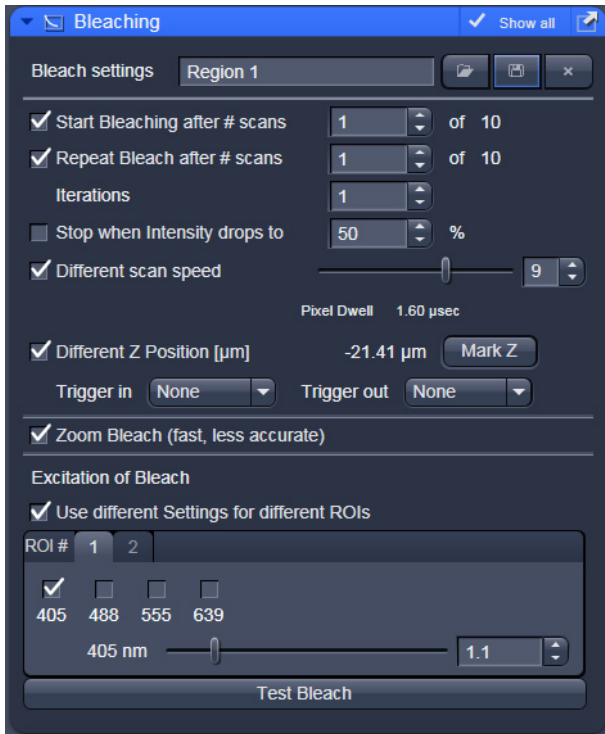 Bleaching Show all
Bleach settings Region 1 ×
Start Bleaching after # scans 1 of 10
Repeat Bleach after # scans 1 of 10
Iterations 1
Stop when Intensity drops to 50 %
Different scan speed 9
Pixel Dwell 1.60 µsec
Different Z Position [µm] -21.41 µm Mark Z
Trigger in None Trigger out None
Zoom Bleach (fast, less accurate)
Excitation of Bleach
Use different Settings for different ROIs
ROI # 1 2
405 488 555 639
405 nm 1.1
Test Bleach